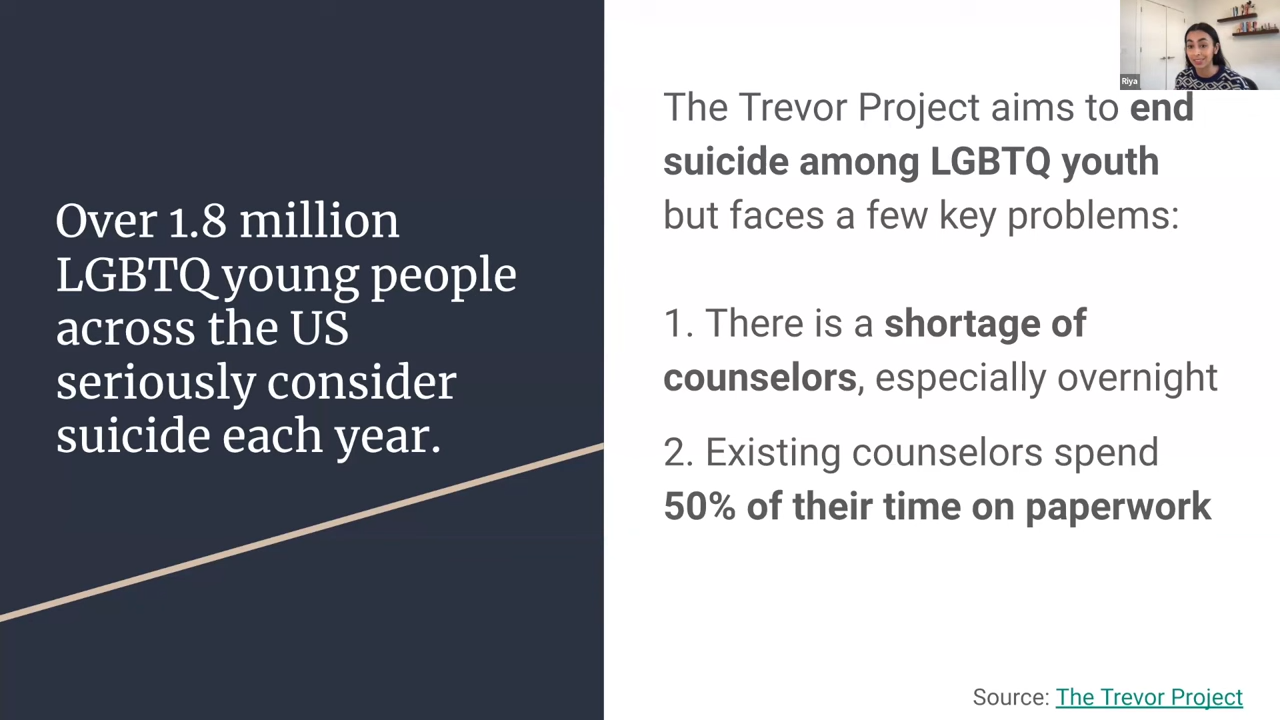 Over 1.8 million
LGBTQ young people
across the US
seriously consider
suicide each year.
Riya
The Trevor Project aims to end
suicide among LGBTQ youth
but faces a few key problems:
1. There is a shortage of
counselors, especially overnight
2. Existing counselors spend
50% of their time on paperwork
Source: The Trevor Project